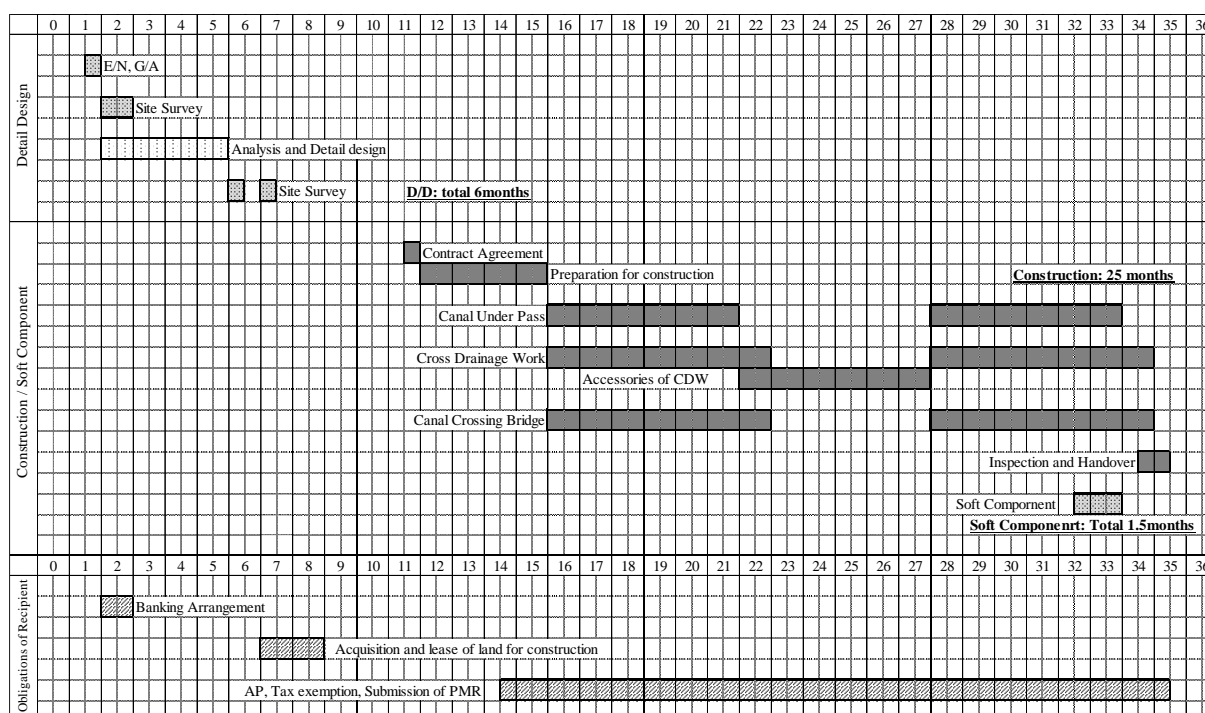 0 1 2 3 4 5 6 7 8 9 10 11 12 13 14 15 16 17 18 19 20 21 22 23 24 25 26 27 28 29 30 31 32 33 34 35 36
Detail Design
E/N, G/A
Site Survey
Analysis and Detail design
Site Survey
D/D: total 6months
Construction / Soft Component
Contract Agreement
Preparation for construction
Construction: 25 months
Canal Under Pass
Cross Drainage Work
Accessories of CDW
Canal Crossing Bridge
Inspection and Handover
Soft Compornent
Soft Componenrt: Total 1.5months
0 1 2 3 4 5 6 7 8 9 10 11 12 13 14 15 16 17 18 19 20 21 22 23 24 25 26 27 28 29 30 31 32 33 34 35 36
Obligations of Recipient
Banking Arrangement
Acquisition and lease of land for construction
AP, Tax exemption, Submission of PMR